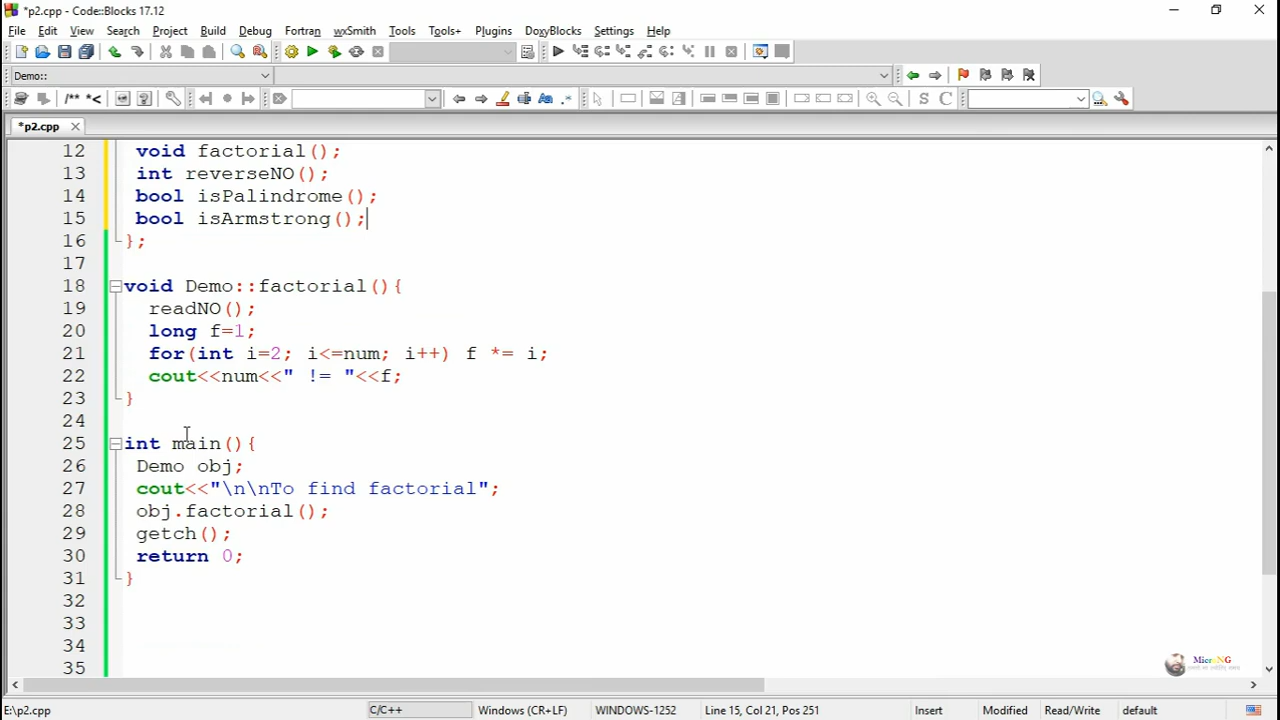 *p2.cpp - Code::Blocks 17.12
File Edit View Search Project Build Debug Fortran wxSmith Tools Tools+ Plugins DoxyBlocks Settings Help
Demo::
/** *<
S C
*p2.cpp
12 void factorial();
13 int reverseNO();
14 bool isPalindrome();
15 bool isArmstrong();
16 };
17
18 void Demo::factorial(){
19 readNO();
20 long f=1;
21 for(int i=2; i<=num; i++) f *= i;
22 cout<<num<<" != "<<f;
23 }
24
25 int main(){
26 Demo obj;
27 cout<<"\n\nTo find factorial";
28 obj.factorial();
29 getch();
30 return 0;
31 }
32
33
34
35
MicroNG
E:\p2.cpp C/C++ Windows (CR+LF) WINDOWS-1252 Line 15, Col 21, Pos 251 Insert Modified Read/Write default